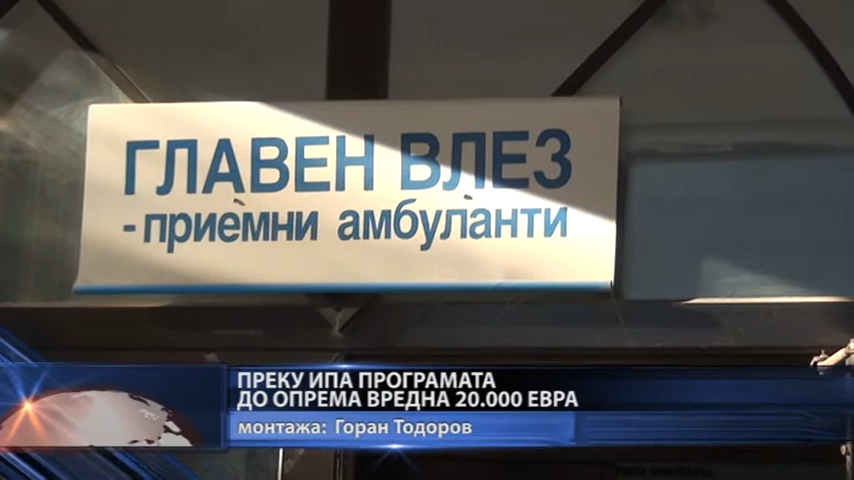 ГЛАВЕН ВЛЕЗ
-приемни амбуланти
ПРЕКУ ИПА ПРОГРАМАТА
ДО ОПРЕМА ВРЕДНА 20.000 ЕВРА
монтажа: Горан Тодоров